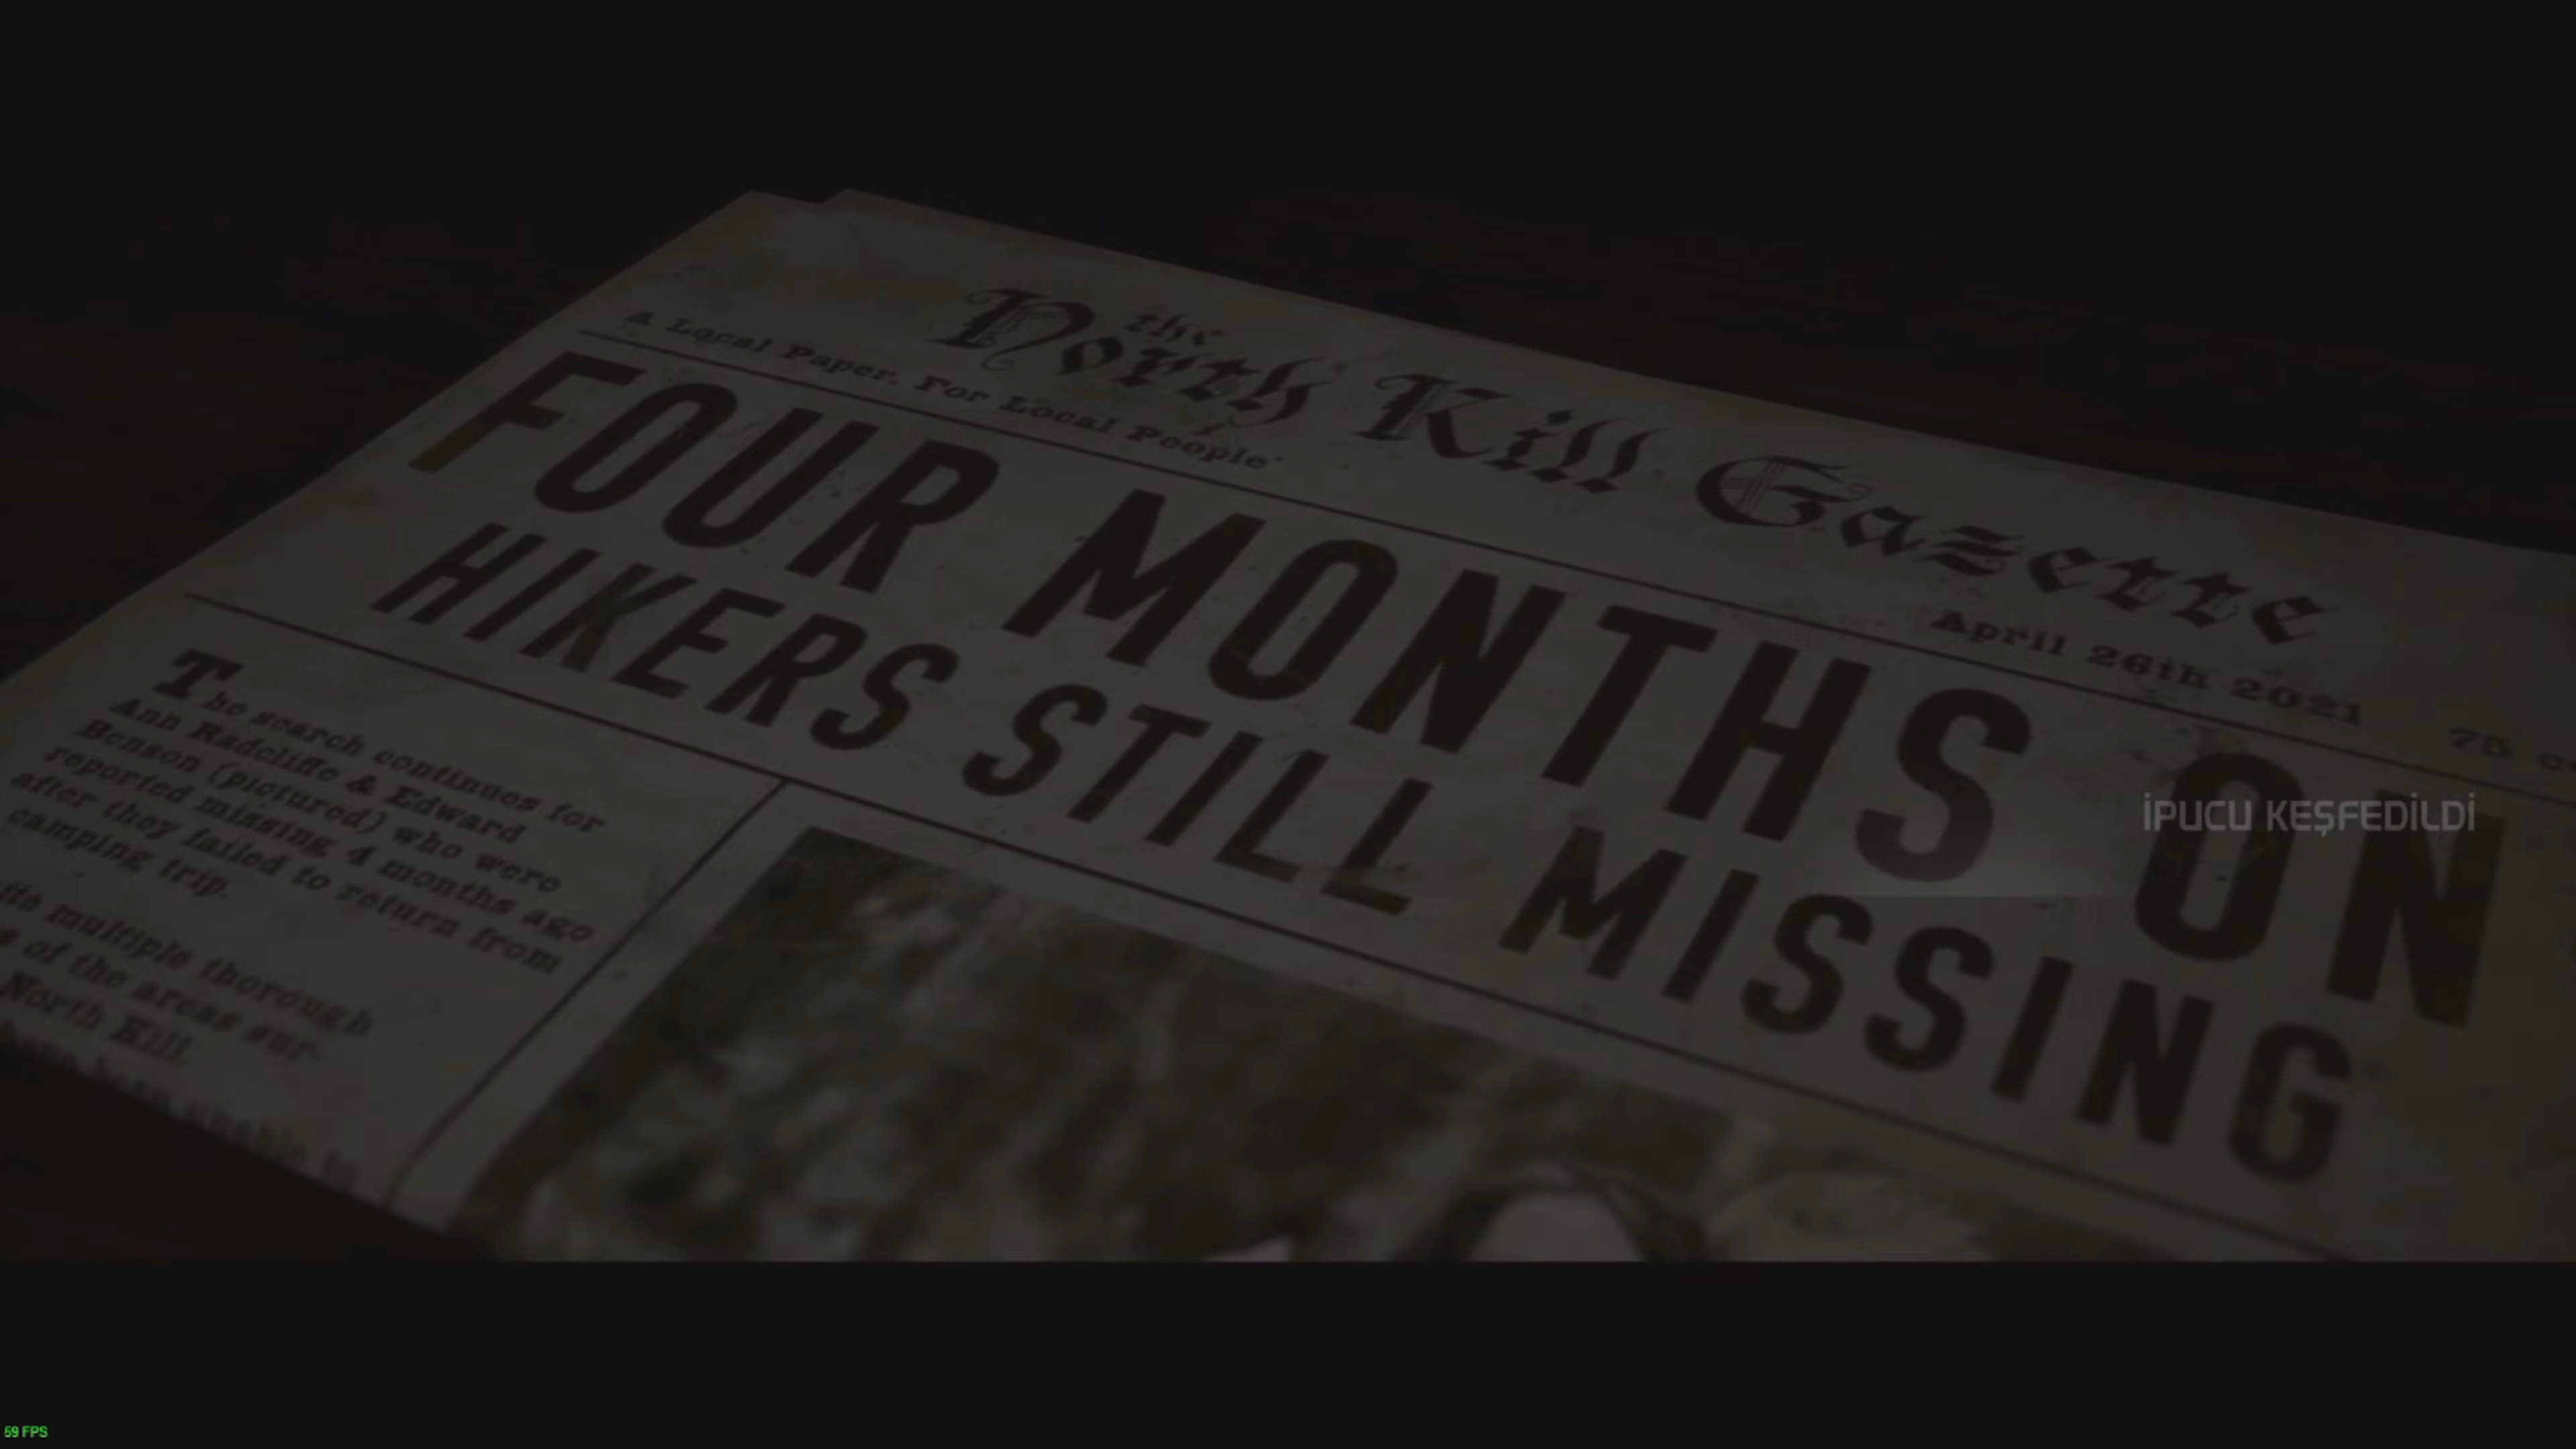 the
North Kill Gazette
A Local Paper, For Local People
April 26th 2021
75
FOUR MONTHS ON
HIKERS STILL MISSING
The search continues for
Ann Radcliffe & Edward
Benson (pictured) who were
reported missing 4 months ago
after they failed to return from
camping trip.
multiple thorough
of the areas sur-
North Kill
to
İPUCU KEŞFEDİLDİ
59 FPS